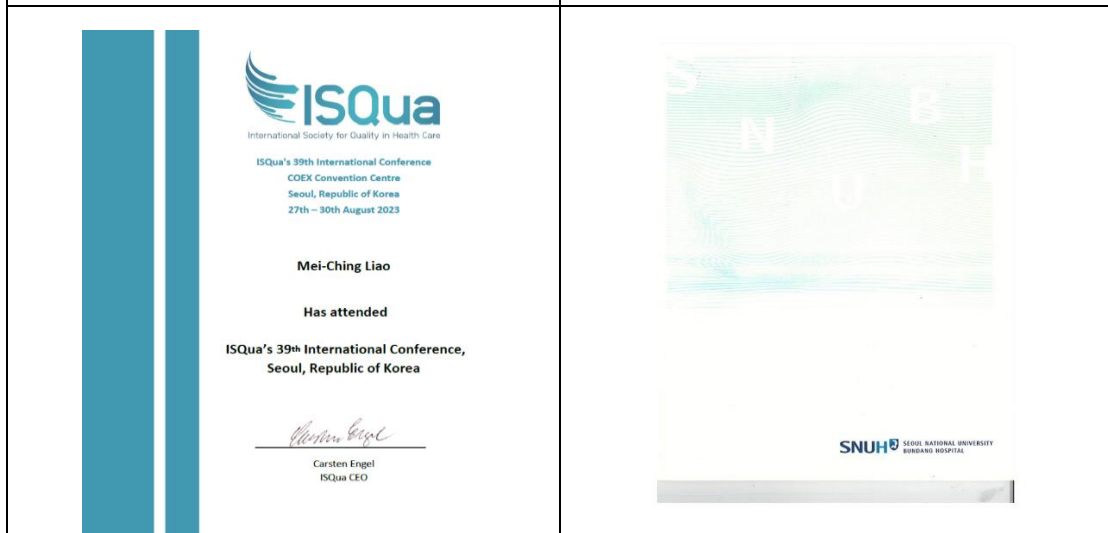 ISQua
International Society for Quality in Health Care
ISQua's 39th International Conference
COEX Convention Centre
Seoul, Republic of Korea
27th – 30th August 2023
Mei-Ching Liao
Has attended
ISQua's 39th International Conference,
Seoul, Republic of Korea
Carsten Engel
ISQua CEO
S
N
U
B
H
SNUH SEOUL NATIONAL UNIVERSITY
BUNDANG HOSPITAL